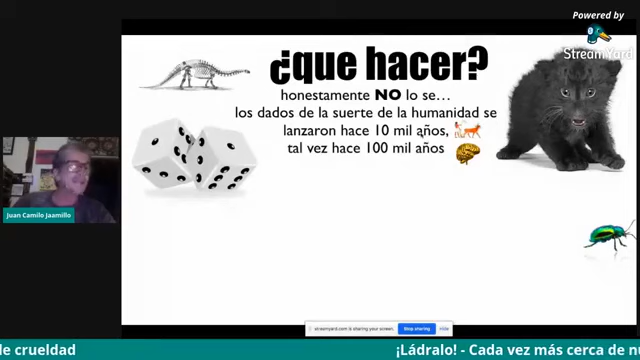 Powered by
StreamYard
¿que hacer?
honestamente NO lo se...
los dados de la suerte de la humanidad se
lanzaron hace 10 mil años,
tal vez hace 100 mil años
Juan Camilo Jaamillo
streamyard.com is sharing your screen.
Stop sharing
de crueldad
¡Ládralo! - Cada vez más cerca de nu